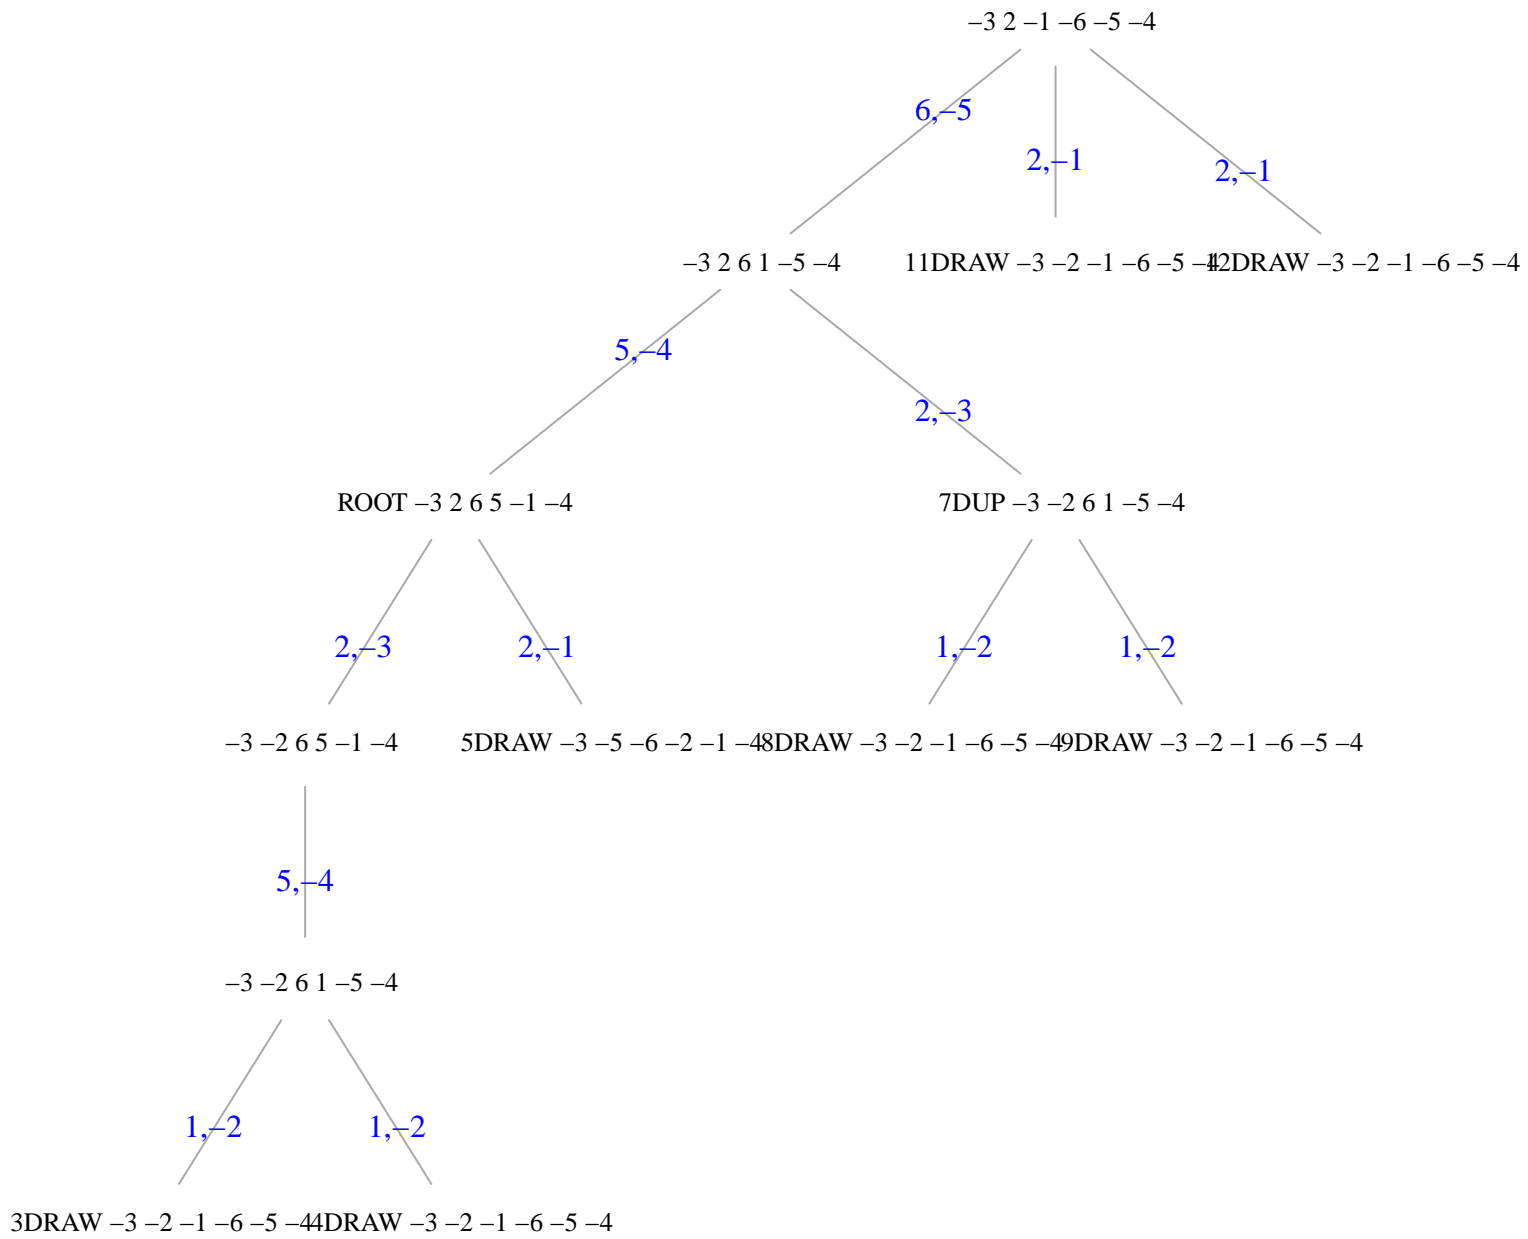 –3 2 –1 –6 –5 –4
6,–5
2,–1
2,–1
–3 2 6 1 –5 –4
11DRAW –3 –2 –1 –6 –5 –4
12DRAW –3 –2 –1 –6 –5 –4
5,–4
2,–3
ROOT –3 2 6 5 –1 –4
7DUP –3 –2 6 1 –5 –4
2,–3
2,–1
1,–2
1,–2
–3 –2 6 5 –1 –4
5DRAW –3 –5 –6 –2 –1 –4
8DRAW –3 –2 –1 –6 –5 –4
9DRAW –3 –2 –1 –6 –5 –4
5,–4
–3 –2 6 1 –5 –4
1,–2
1,–2
3DRAW –3 –2 –1 –6 –5 –4
4DRAW –3 –2 –1 –6 –5 –4